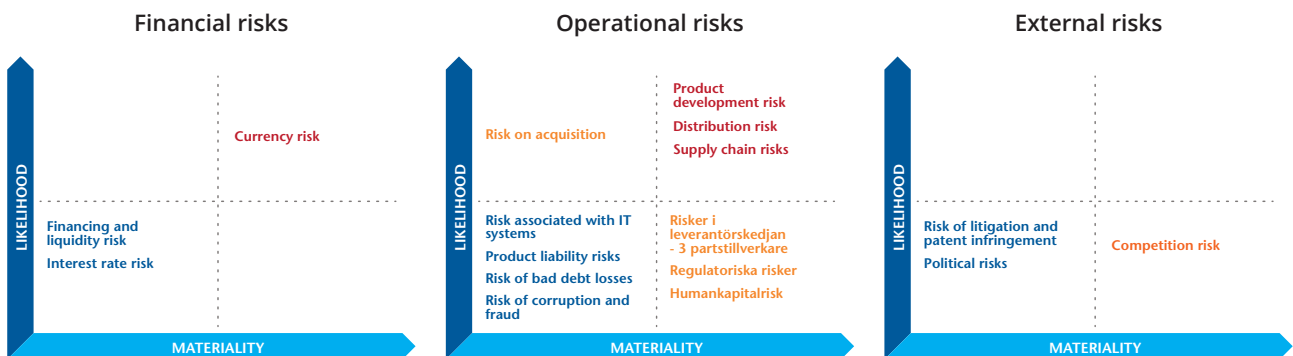 Financial risks
LIKELIHOOD
Currency risk
Financing and
liquidity risk
Interest rate risk
MATERIALITY
Operational risks
LIKELIHOOD
Risk on acquisition
Product
development risk
Distribution risk
Supply chain risks
Risk associated with IT
systems
Product liability risks
Risk of bad debt losses
Risk of corruption and
fraud
Risker i
leverantörskedjan
- 3 partstillverkare
Regulatoriska risker
Humankapitalrisk
MATERIALITY
External risks
LIKELIHOOD
Risk of litigation and
patent infringement
Political risks
Competition risk
MATERIALITY